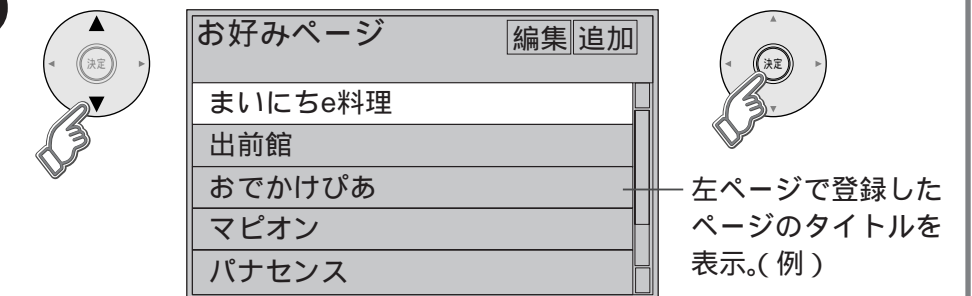 決定
お好みページ
編集 追加
まいにちe料理
出前館
おでかけぴあ
マピオン
パナセンス
決定
左ページで登録した
ページのタイトルを
表示。(例)